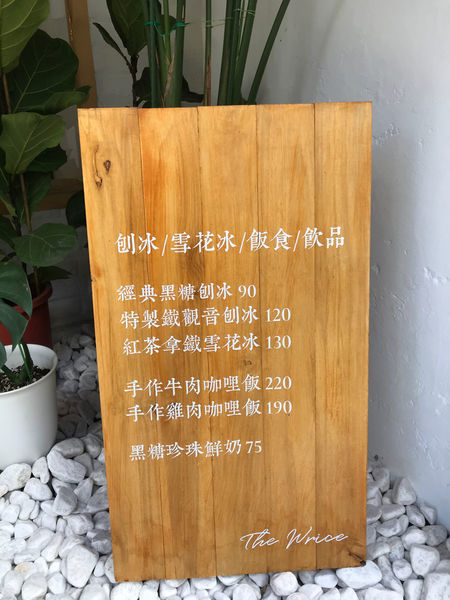 刨冰/雪花冰/飯食/飲品
經典黑糖刨冰 90
特製鐵觀音刨冰 120
紅茶拿鐵雪花冰 130
手作牛肉咖哩飯 220
手作雞肉咖哩飯 190
黑糖珍珠鮮奶 75
The Wrice